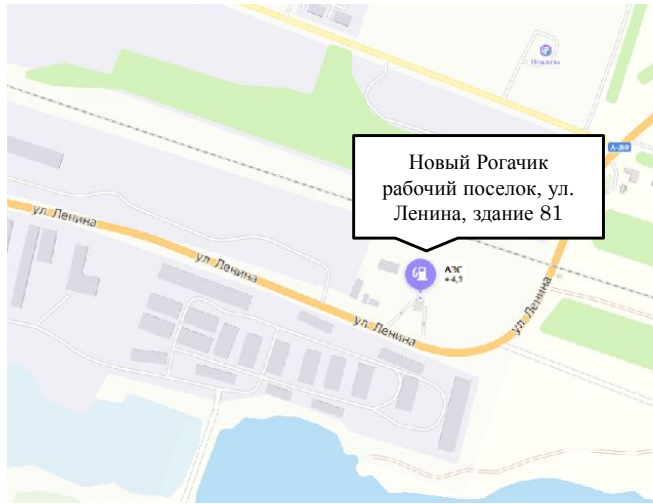 А-260
Новый Рогачик
рабочий поселок, ул.
Ленина, здание 81
АЗС
4,3
ул. Ленина
ул. Ленина
ул. Ленина
ул. Ленина